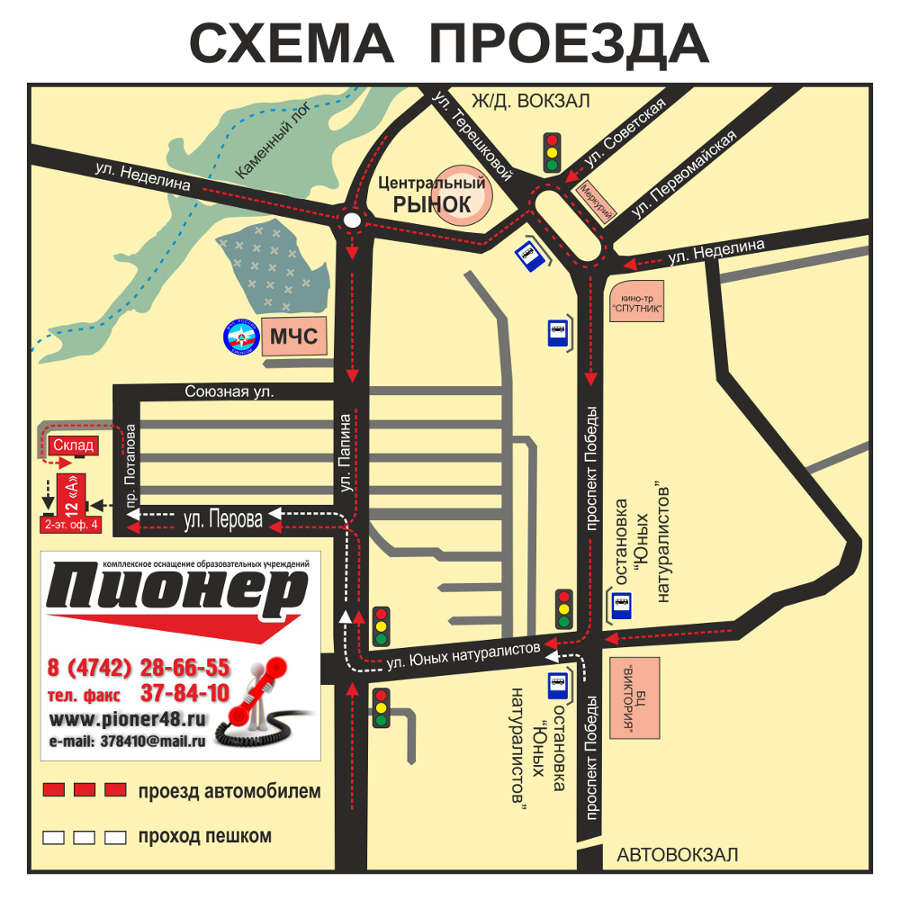 СХЕМА ПРОЕЗДА
Ж/Д. ВОКЗАЛ
Каменный лог
ул. Терешковой
ул. Советская
ул. Первомайская
ул. Неделина
Центральный
РЫНОК
Меркурий
ул. Неделина
кино-тр
"СПУТНИК"
МЧС
Союзная ул.
пр. Потапова
ул. Папина
проспект Победы
Склад
12 «А»
2-эт. оф. 4
ул. Перова
остановка
"Юных
натуралистов"
комплексное оснащение образовательных учреждений
Пионер
8 (4742) 28-66-55
тел. факс 37-84-10
www.pioner48.ru
e-mail: 378410@mail.ru
ул. Юных натуралистов
БЦ
"ВИКТОРИЯ"
остановка
"Юных
натуралистов"
проспект Победы
проезд автомобилем
проход пешком
АВТОВОКЗАЛ